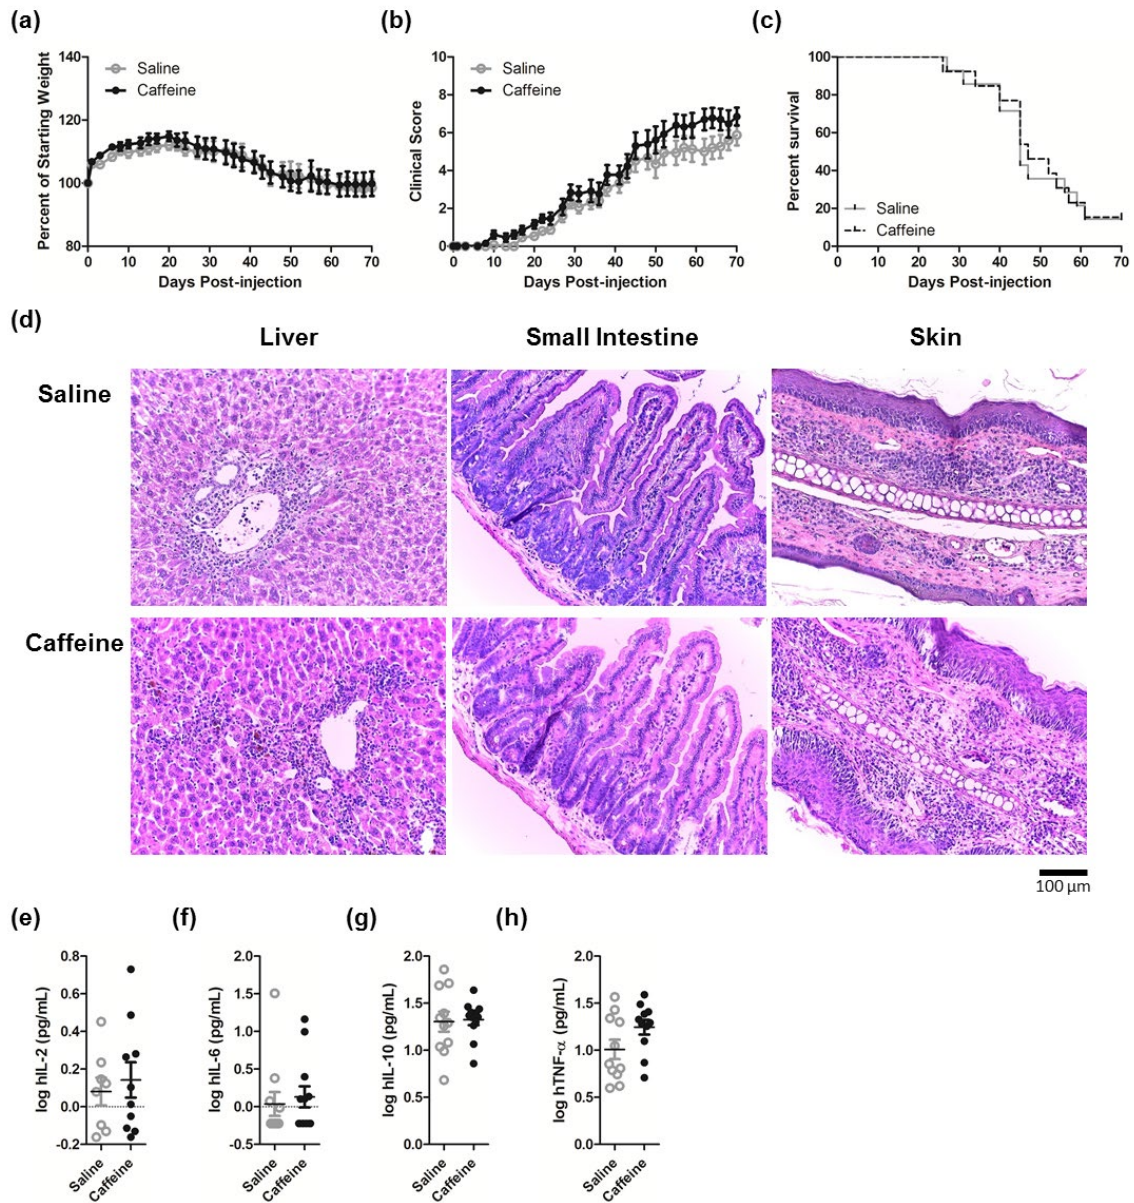 (a)
(b)
(c)
Percent of Starting Weight
140
120
100
80
Saline
Caffeine
0 10 20 30 40 50 60 70
Days Post-injection
Clinical Score
10
8
6
4
2
0
Saline
Caffeine
0 10 20 30 40 50 60 70
Days Post-injection
Percent survival
100
80
60
40
20
0
Saline
Caffeine
0 10 20 30 40 50 60 70
Days Post-injection
(d)
Liver
Small Intestine
Skin
Saline
Caffeine
100 µm
(e)
(f)
(g)
(h)
log hIL-2 (pg/mL)
0.8
0.6
0.4
0.2
0.0
-0.2
Saline
Caffeine
log hIL-6 (pg/mL)
2.0
1.5
1.0
0.5
0.0
-0.5
Saline
Caffeine
log hIL-10 (pg/mL)
2.0
1.5
1.0
0.5
0.0
Saline
Caffeine
log hTNF-α (pg/mL)
2.0
1.5
1.0
0.5
0.0
Saline
Caffeine